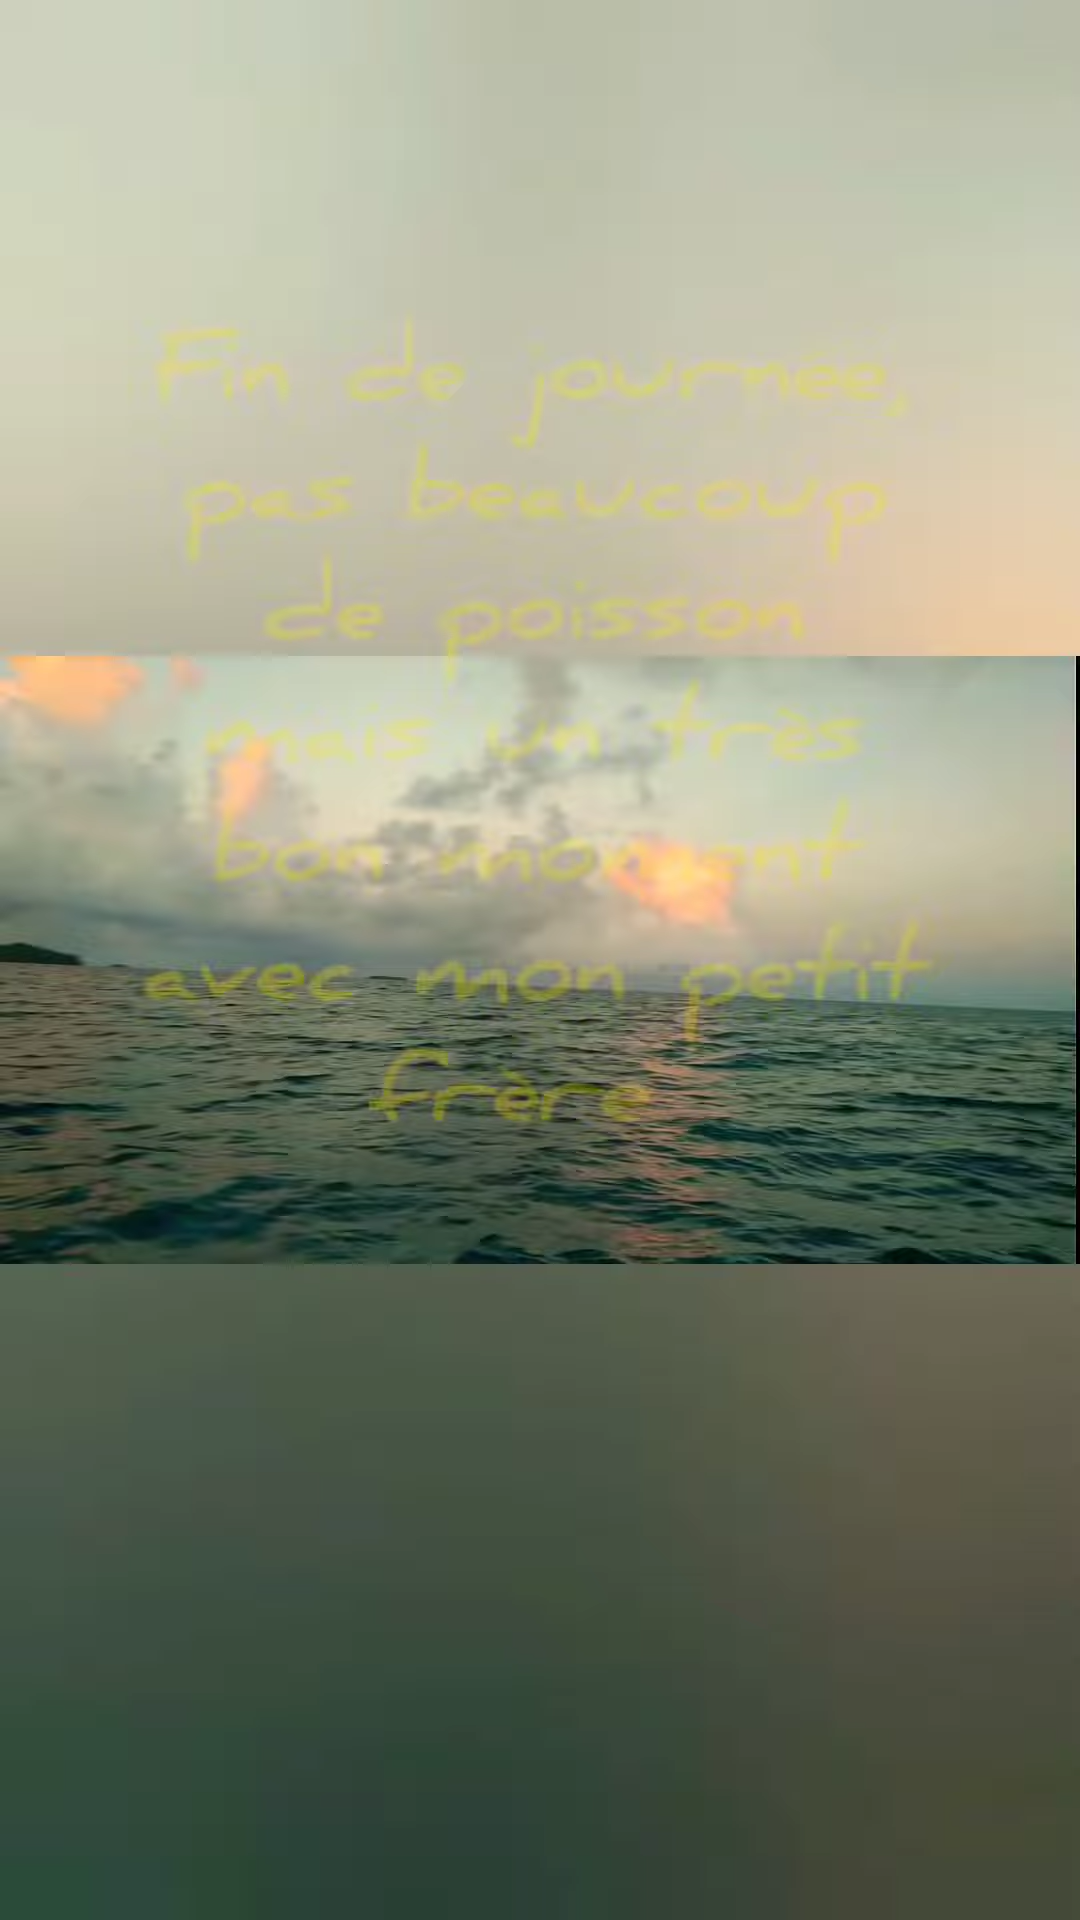 Fin de journée,
pas beaucoup
de poisson
mais un très
bon moment
avec mon petit
frère